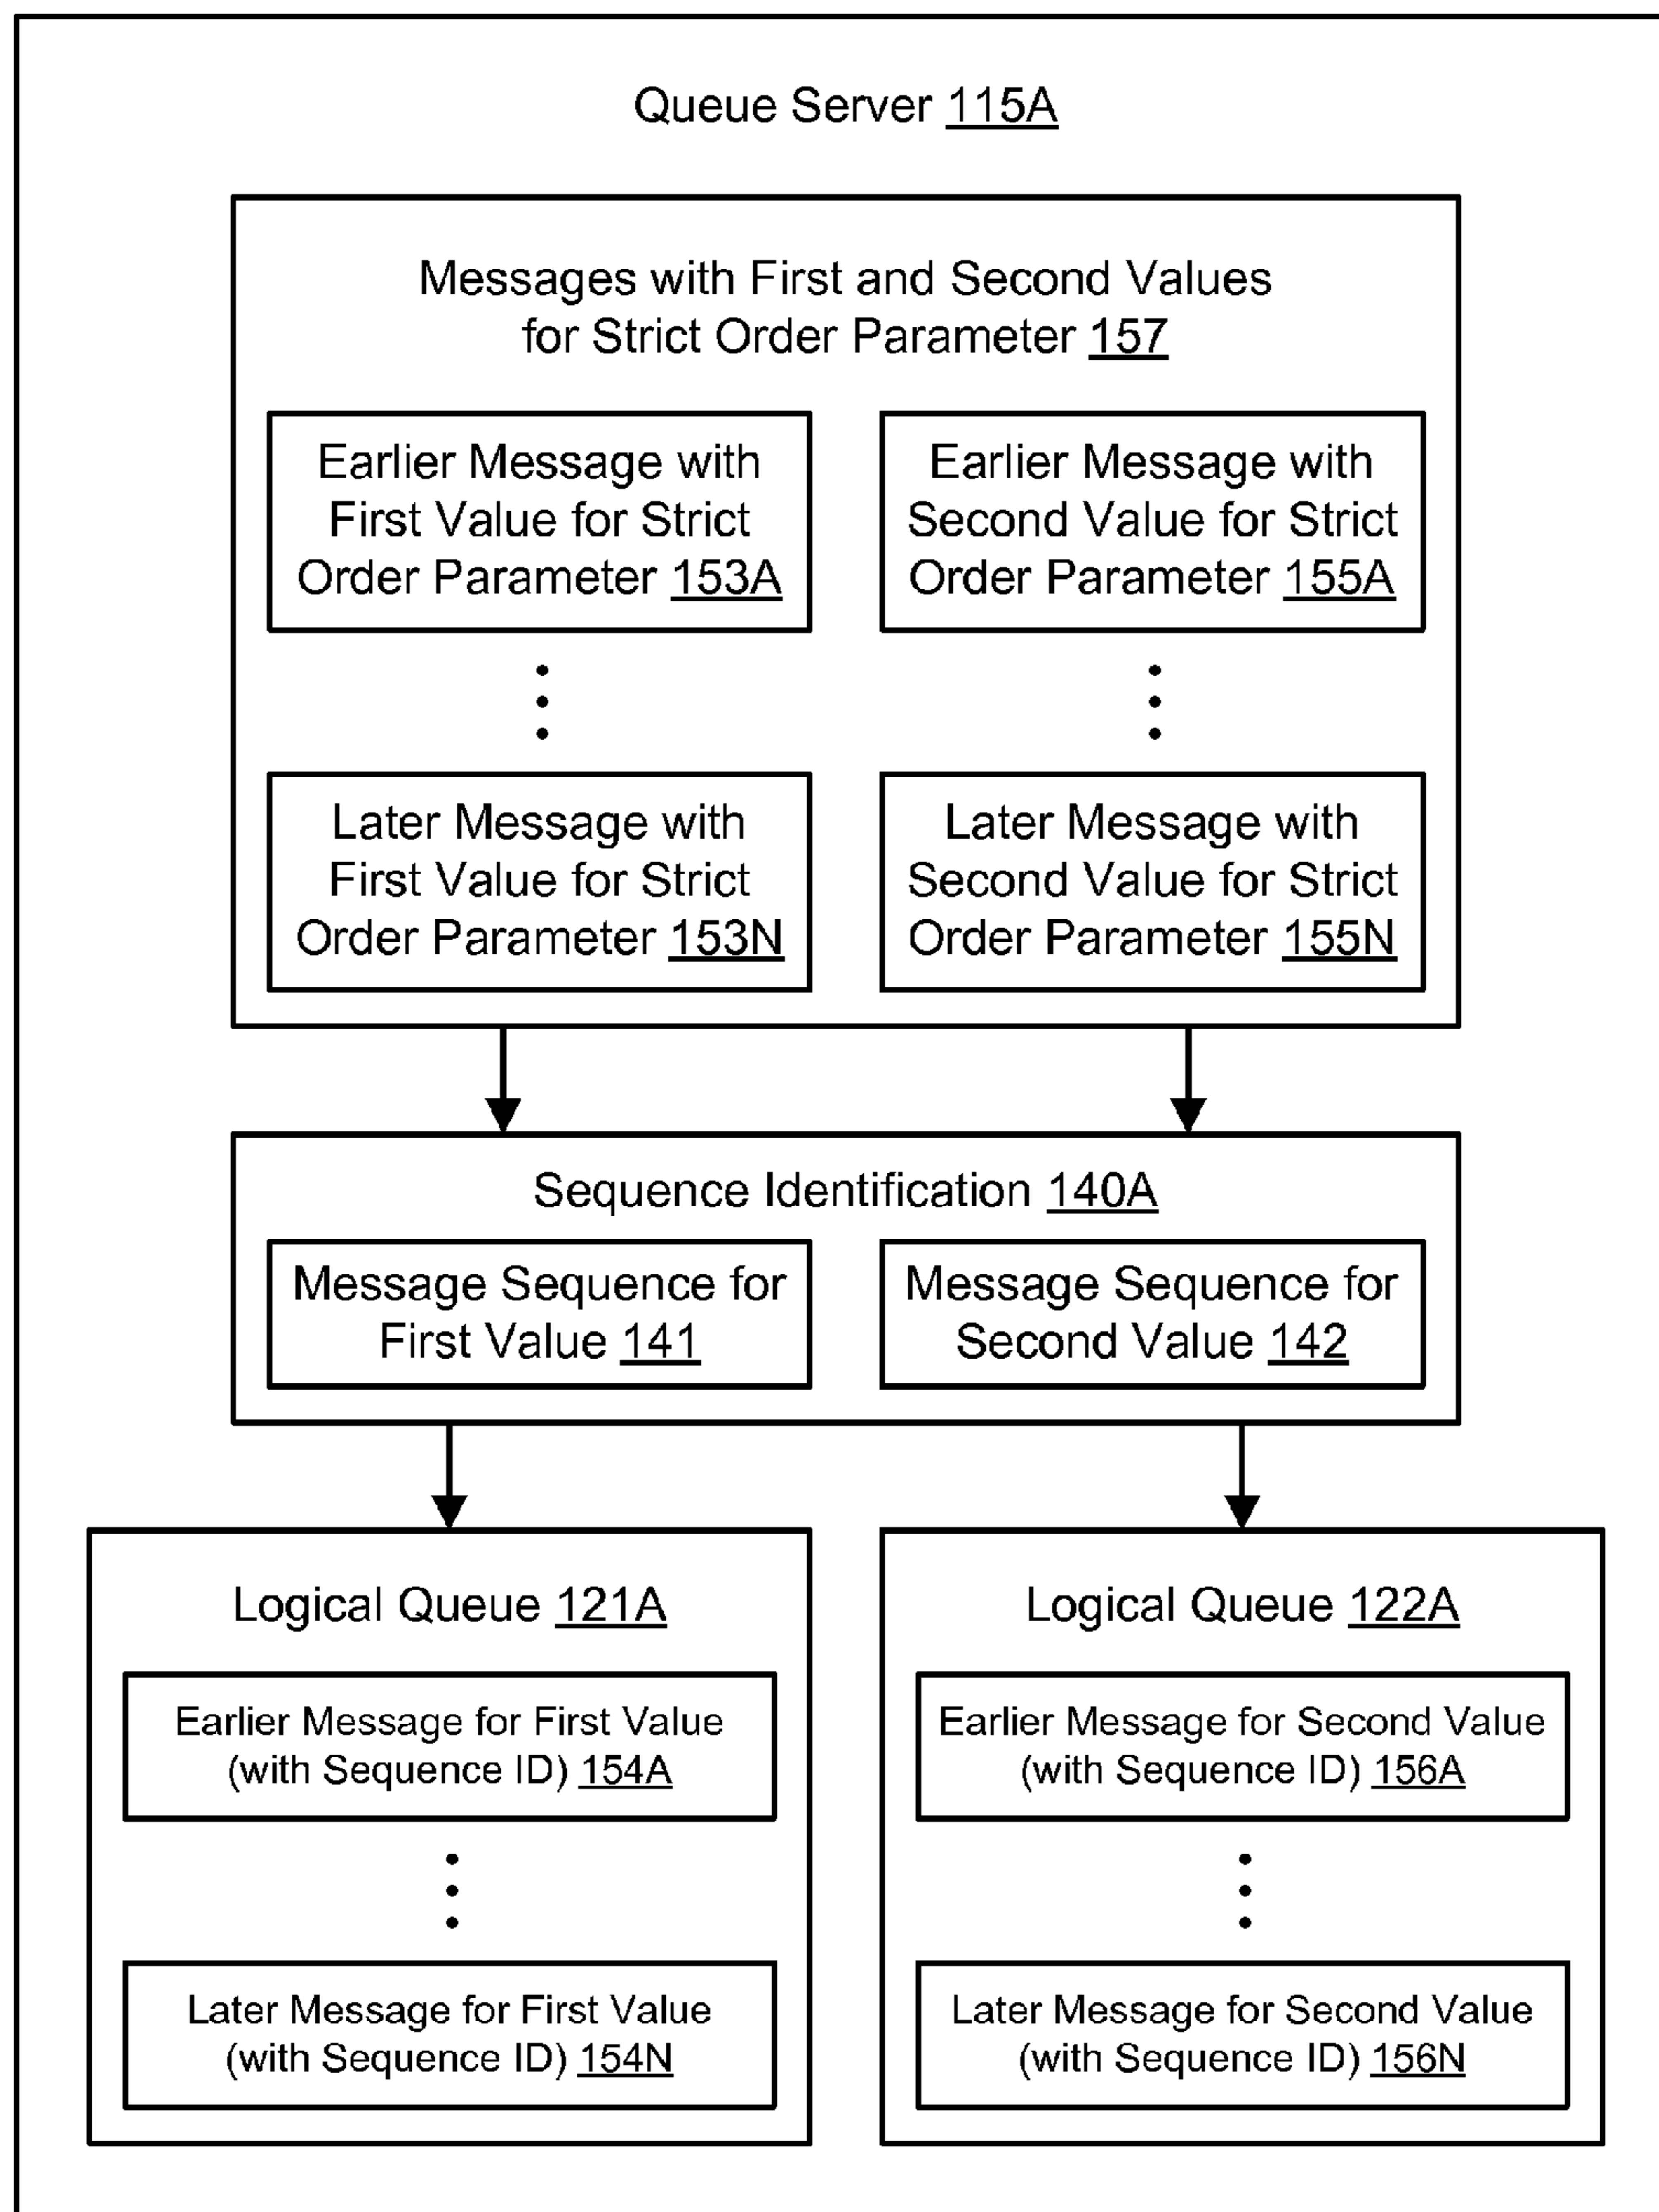 Queue Server 115A
Messages with First and Second Values
for Strict Order Parameter 157
Earlier Message with
First Value for Strict
Order Parameter 153A
Earlier Message with
Second Value for Strict
Order Parameter 155A
Later Message with
First Value for Strict
Order Parameter 153N
Later Message with
Second Value for Strict
Order Parameter 155N
Sequence Identification 140A
Message Sequence for
First Value 141
Message Sequence for
Second Value 142
Logical Queue 121A
Earlier Message for First Value
(with Sequence ID) 154A
Later Message for First Value
(with Sequence ID) 154N
Logical Queue 122A
Earlier Message for Second Value
(with Sequence ID) 156A
Later Message for Second Value
(with Sequence ID) 156N